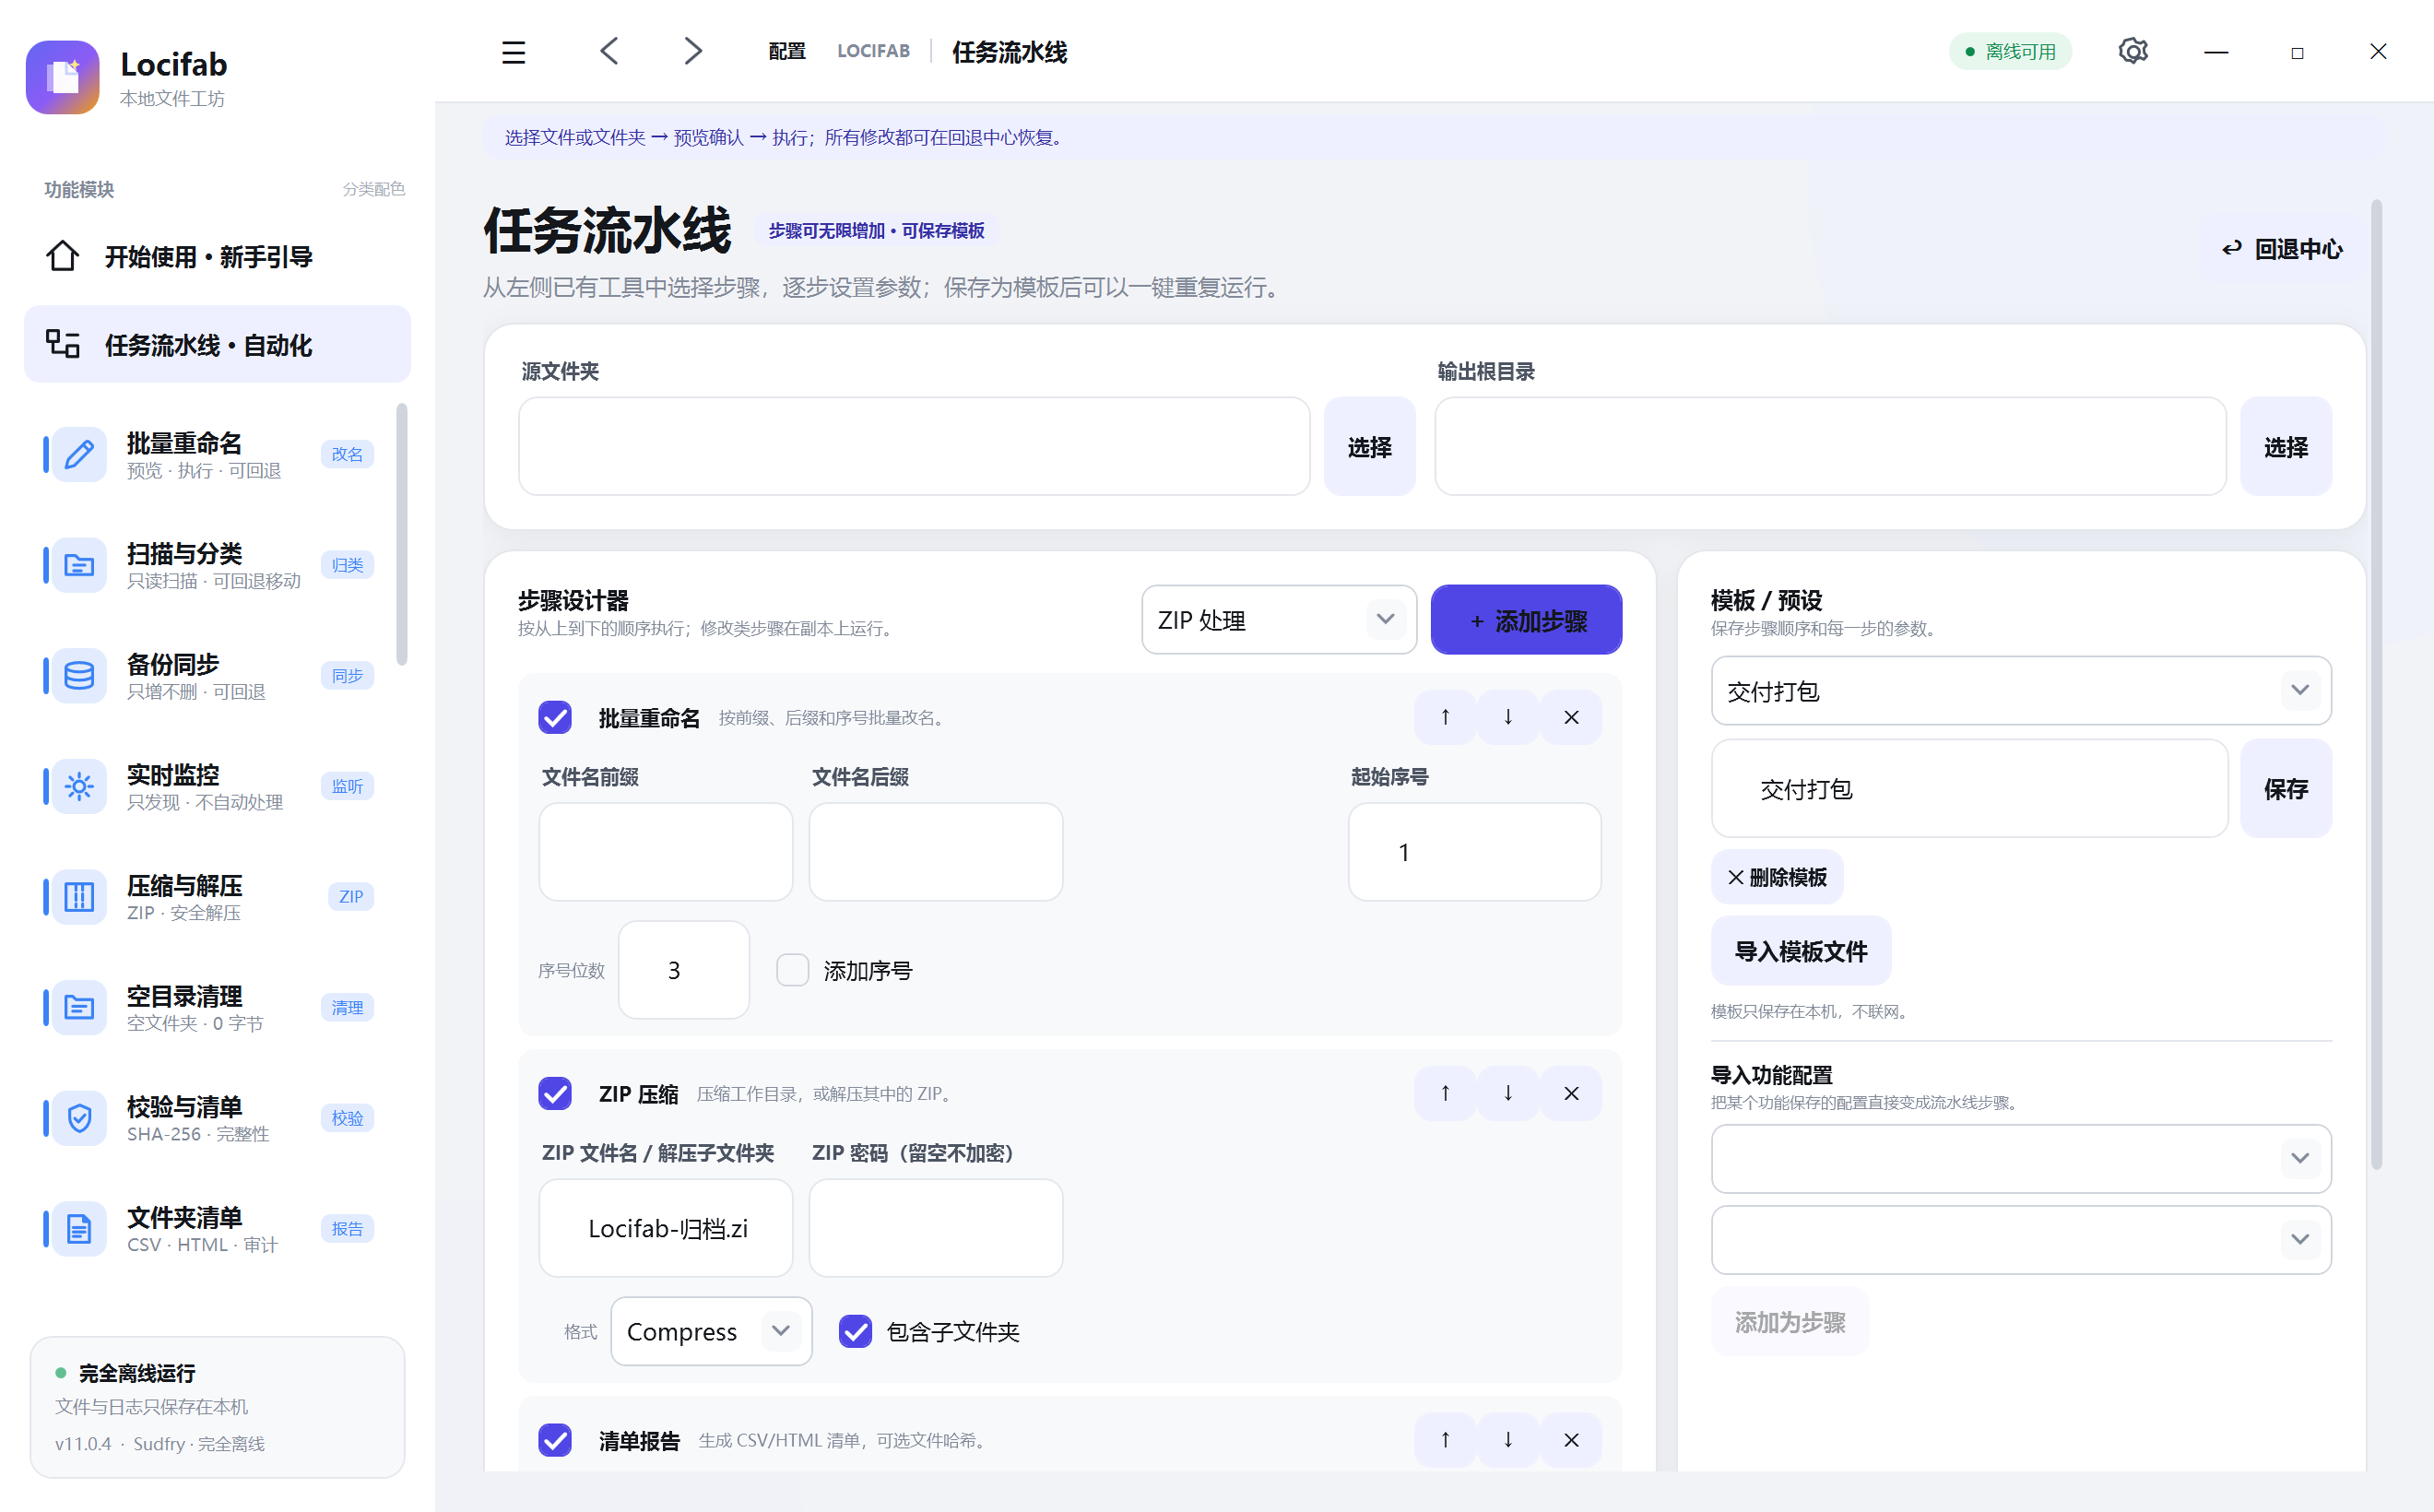 Locifab
本地文件工坊
功能模块 分类配色
开始使用 • 新手引导
任务流水线 • 自动化
批量重命名
预览 · 执行 · 可回退
改名
扫描与分类
只读扫描 · 可回退移动
归类
备份同步
只增不删 · 可回退
同步
实时监控
只发现 · 不自动处理
监听
压缩与解压
ZIP · 安全解压
ZIP
空目录清理
空文件夹 · 0 字节
清理
校验与清单
SHA-256 · 完整性
校验
文件夹清单
CSV · HTML · 审计
报告
完全离线运行
文件与日志只保存在本机
v11.0.4 · Sudfry · 完全离线
配置 LOCIFAB 任务流水线
离线可用
选择文件或文件夹 → 预览确认 → 执行；所有修改都可在回退中心恢复。
任务流水线 步骤可无限增加 • 可保存模板
从左侧已有工具中选择步骤，逐步设置参数；保存为模板后可以一键重复运行。
↩ 回退中心
源文件夹
选择
输出根目录
选择
步骤设计器
按从上到下的顺序执行；修改类步骤在副本上运行。
ZIP 处理
+ 添加步骤
批量重命名 按前缀、后缀和序号批量改名。
↑ ↓ ×
文件名前缀 文件名后缀 起始序号
1
序号位数 3 添加序号
ZIP 压缩 压缩工作目录，或解压其中的 ZIP。
↑ ↓ ×
ZIP 文件名 / 解压子文件夹 ZIP 密码（留空不加密）
Locifab-归档.zi
格式 Compress 包含子文件夹
清单报告 生成 CSV/HTML 清单，可选文件哈希。
↑ ↓ ×
模板 / 预设
保存步骤顺序和每一步的参数。
交付打包
交付打包 保存
× 删除模板
导入模板文件
模板只保存在本机，不联网。
导入功能配置
把某个功能保存的配置直接变成流水线步骤。
添加为步骤